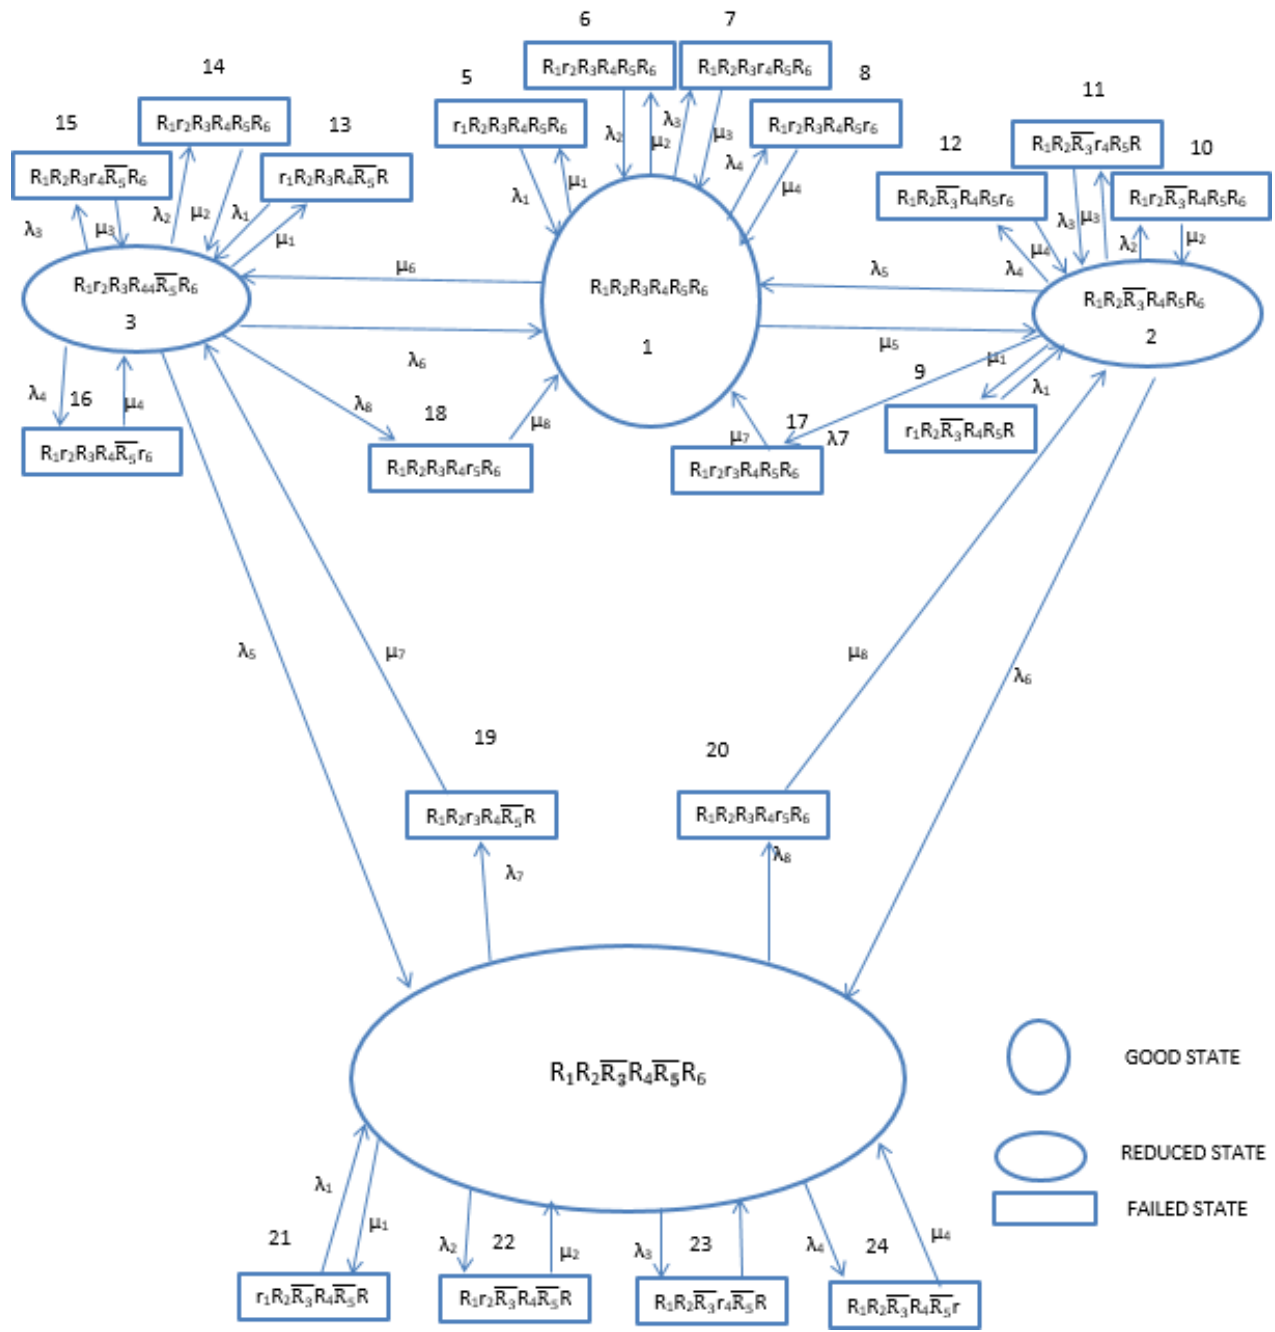 6
7
14
R₁r₂R₃R₄R₅R₆
R₁R₂R₃r₄R₅R₆
5
8
11
15
R₁r₂R₃R₄R₅R₆
13
r₁R₂R₃R₄R₅R₆
λ₂
μ₂
λ₃
μ₃
R₁r₂R₃R₄R₅r₆
12
R₁R₂R̅₃r₄R₅R
10
R₁R₂R₃r₄R̅₅R₆
λ₂
μ₂
λ₁
r₁R₂R₃R₄R̅₅R
λ₁
μ₁
λ₄
μ₄
R₁R₂R̅₃R₄R₅r₆
R₁r₂R̅₃R₄R₅R₆
λ₃
μ₃
μ₁
μ₄
λ₄
λ₃
μ₃
λ₂
μ₂
R₁r₂R₃R₄₄R̅₅R₆
3
μ₆
R₁R₂R₃R₄R₅R₆
1
λ₅
R₁R₂R̅₃R₄R₅R₆
2
λ₆
μ₅
9
μ₁
λ₁
λ₄
16
μ₄
λ₈
18
μ₈
μ₇
17
λ7
r₁R₂R̅₃R₄R₅R
R₁r₂R₃R₄R̅₅r₆
R₁R₂R₃R₄r₅R₆
R₁r₂r₃R₄R₅R₆
λ₅
μ₇
μ₈
λ₆
19
20
R₁R₂r₃R₄R̅₅R
R₁R₂R₃R₄r₅R₆
λ₇
λ₈
R₁R₂R̅₃R₄R̅₅R₆
GOOD STATE
REDUCED STATE
FAILED STATE
λ₁
μ₁
21
λ₂
22
μ₂
λ₃
23
λ₄
24
μ₄
r₁R₂R̅₃R₄R̅₅R
R₁r₂R̅₃R₄R̅₅R
R₁R₂R̅₃r₄R̅₅R
R₁R₂R̅₃R₄R̅₅r